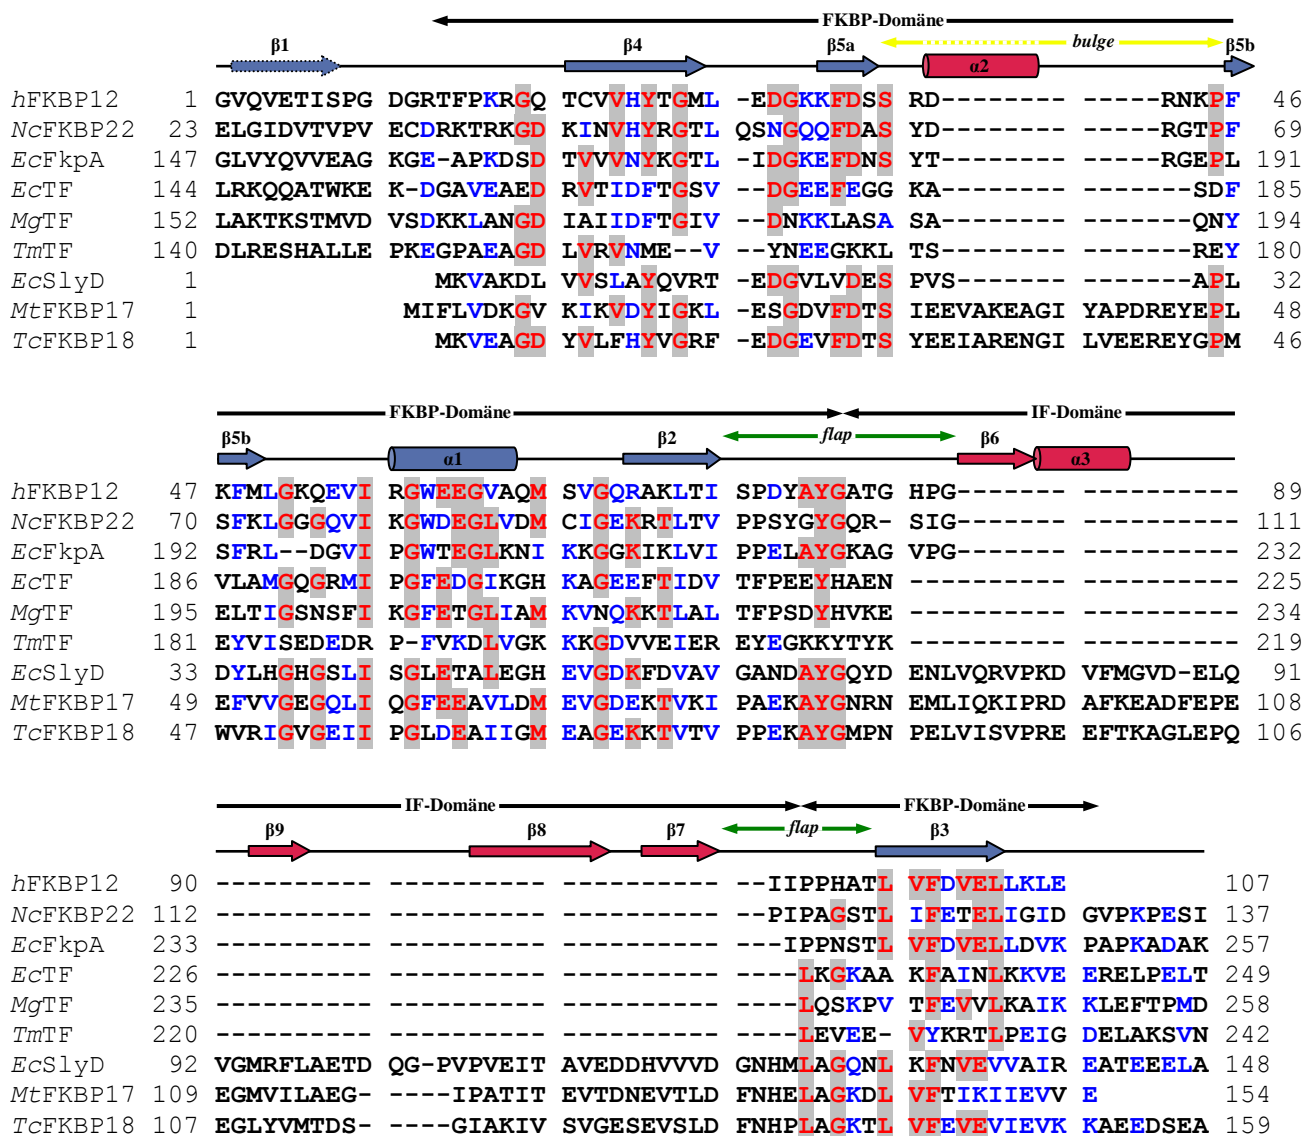 FKBP-Domäne
β1 β4 β5a bulge β5b
α2
hFKBP12 1 GVQVETISPG DGRTFPKRGQ TCVVHYTGML -EDGKKFDSS RD-------- ----RNKPF 46
NcFKBP22 23 ELGIDVTVPV ECDRKTRKGD KINVHYRGTL QSNGQQFDAS YD-------- ----RGTPF 69
EcFkpA 147 GLVYQVVEAG KGE-APKDSD TVVVNYKGTL -IDGKEFDNS YT-------- ----RGEPL 191
EcTF 144 LRKQQATWKE K-DGAVEAED RVTIDFTGSV --DGEEFEGG KA-------- ------SDF 185
MgTF 152 LAKTKSTMVD VSDKKLANGD IAIIDFTGIV --DNKKLASA SA-------- ------QNY 194
TmTF 140 DLRESHALLE PKEGPAEAGD LVRVNME--V --YNEEGKKL TS-------- ------REY 180
EcSlyD 1 MKVAKDL VVSLAYQVRT -EDGVLVDES PVS------- ------APL 32
MtFKBP17 1 MIFLVDKGV KIKVDYIGKL -ESGDVFDTS IEEVAKEAGI YAPDREYEPL 48
TcFKBP18 1 MKVEAGD YVLFHYVGRF -EDGEVFDTS YEEIARENGI LVEEREYGPM 46
FKBP-Domäne IF-Domäne
β5b β2 flap β6
α1 α3
hFKBP12 47 KFMLGKQEVI RGWEEGVAQM SVGQRAKLTI SPDYAYGATG HPG------- ---------- 89
NcFKBP22 70 SFKLGGGQVI KGWDEGLVDM CIGEKRTLTV PPSYGYGQR- SIG------- ---------- 111
EcFkpA 192 SFRL--DGVI PGWTEGLKNI KKGGKIKLVI PPELAYGKAG VPG------- ---------- 232
EcTF 186 VLAMGQGRMI PGFEDGIKGH KAGEEFTIDV TFPEEYHAEN ---------- ---------- 225
MgTF 195 ELTIGSNSFI KGFETGLIAM KVNQKKTLAL TFPSDYHVKE ---------- ---------- 234
TmTF 181 EYVISEDEDR P-FVKDLVGK KKGDVVEIER EYEGKKYTYK ---------- ---------- 219
EcSlyD 33 DYLHGHGSLI SGLETALEGH EVGDKFDVAV GANDAYGQYD ENLVQRVPKD VFMGVD-ELQ 91
MtFKBP17 49 EFVVGEGQLI QGFEEAVLDM EVGDEKTVKI PAEKAYGNRN EMLIQKIPRD AFKEADFEPE 108
TcFKBP18 47 WVRIGVGEII PGLDEAIIGM EAGEKKTVTV PPEKAYGMPN PELVISVPRE EFTKAGLEPQ 106
IF-Domäne FKBP-Domäne
β9 β8 β7 flap β3
hFKBP12 90 ---------- ---------- ---------- ---IIPPHATL VFDVELLKLE 107
NcFKBP22 112 ---------- ---------- ---------- ---PIPAGSTL IFETELIGID GVPKPESI 137
EcFkpA 233 ---------- ---------- ---------- ----IPPNSTL VFDVELLDVK PAPKADAK 257
EcTF 226 ---------- ---------- ---------- -----LKGKAA KFAINLKKVE ERELPELT 249
MgTF 235 ---------- ---------- ---------- -----LQSKPV TFEVVLKAIK KLEFTPMD 258
TmTF 220 ---------- ---------- ---------- -----LEVEE- VYKRTLPEIG DELAKSVN 242
EcSlyD 92 VGMRFLAETD QG-PVPVEIT AVEDDHVVVD GNHMLAGQNL KFNVEVVAIR EATEEELA 148
MtFKBP17 109 EGMVILAEG- ----IPATIT EVTDNEVTLD FNHELAGKDL VFTIKIIEVV E 154
TcFKBP18 107 EGLYVMTDS- ----GIAKIV SVGESEVSLD FNHPLAGKTL VFEVEVIEVK KAEEDSEA 159